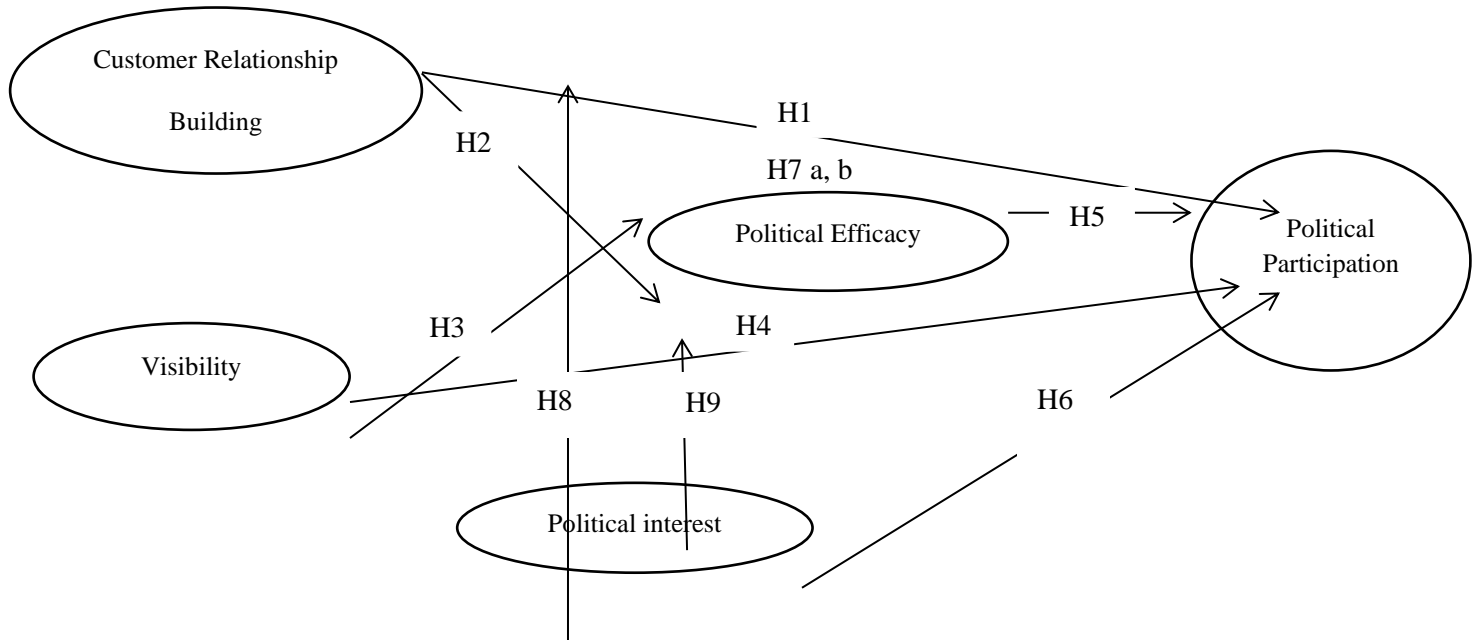 Customer Relationship
Building
H1
H2
H7 a, b
Political Efficacy
H5
Political
Participation
H3
H4
Visibility
H8
H9
H6
Political interest